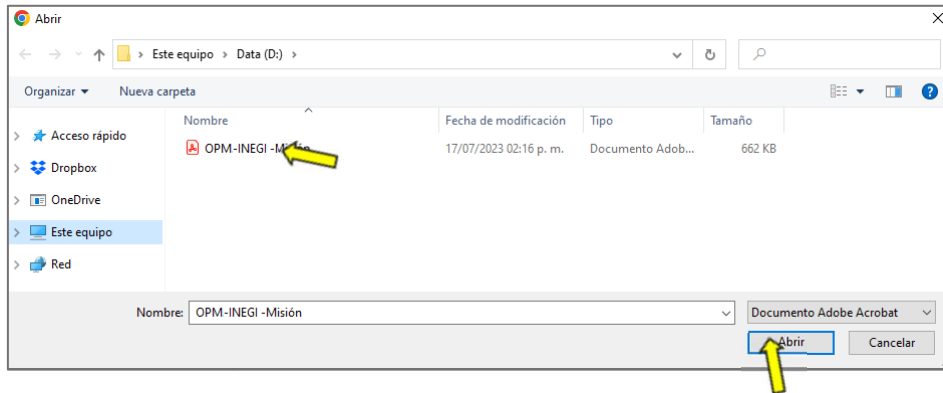 Abrir
Este equipo > Data (D:) >
Organizar Nueva carpeta
Nombre Fecha de modificación Tipo Tamaño
OPM-INEGI -Misión 17/07/2023 02:16 p. m. Documento Adob... 662 KB
Acceso rápido
Dropbox
OneDrive
Este equipo
Red
Nombre: OPM-INEGI -Misión Documento Adobe Acrobat
Abrir Cancelar